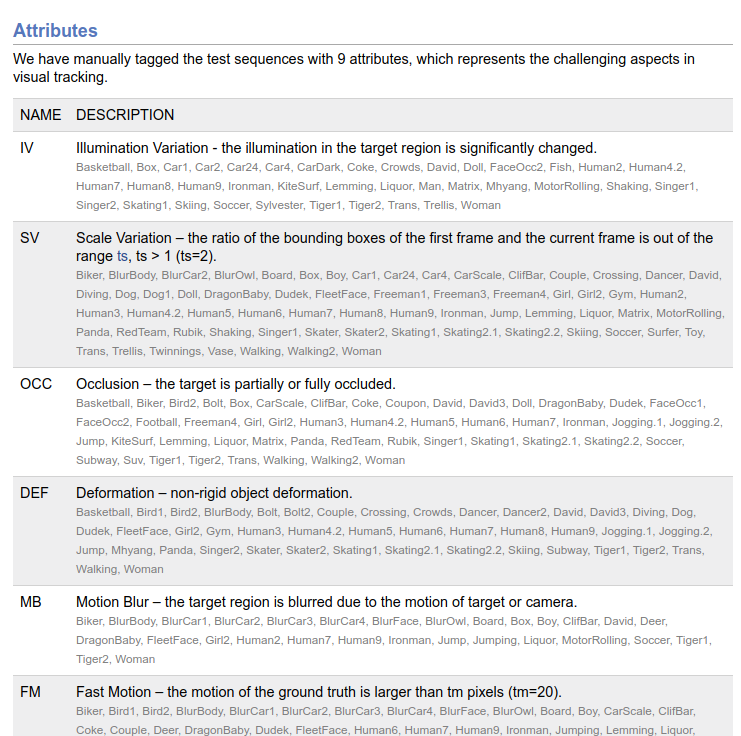 Attributes
We have manually tagged the test sequences with 9 attributes, which represents the challenging aspects in
visual tracking.
NAME DESCRIPTION
IV Illumination Variation - the illumination in the target region is significantly changed.
Basketball, Box, Car1, Car2, Car24, Car4, CarDark, Coke, Crowds, David, Doll, FaceOcc2, Fish, Human2, Human4.2,
Human7, Human8, Human9, Ironman, KiteSurf, Lemming, Liquor, Man, Matrix, Mhyang, MotorRolling, Shaking, Singer1,
Singer2, Skating1, Skiing, Soccer, Sylvester, Tiger1, Tiger2, Trans, Trellis, Woman
SV Scale Variation – the ratio of the bounding boxes of the first frame and the current frame is out of the
range ts, ts > 1 (ts=2).
Biker, BlurBody, BlurCar2, BlurOwl, Board, Box, Boy, Car1, Car24, Car4, CarScale, ClifBar, Couple, Crossing, Dancer, David,
Diving, Dog, Dog1, Doll, DragonBaby, Dudek, FleetFace, Freeman1, Freeman3, Freeman4, Girl, Girl2, Gym, Human2,
Human3, Human4.2, Human5, Human6, Human7, Human8, Human9, Ironman, Jump, Lemming, Liquor, Matrix, MotorRolling,
Panda, RedTeam, Rubik, Shaking, Singer1, Skater, Skater2, Skating1, Skating2.1, Skating2.2, Skiing, Soccer, Surfer, Toy,
Trans, Trellis, Twinnings, Vase, Walking, Walking2, Woman
OCC Occlusion – the target is partially or fully occluded.
Basketball, Biker, Bird2, Bolt, Box, CarScale, ClifBar, Coke, Coupon, David, David3, Doll, DragonBaby, Dudek, FaceOcc1,
FaceOcc2, Football, Freeman4, Girl, Girl2, Human3, Human4.2, Human5, Human6, Human7, Ironman, Jogging.1, Jogging.2,
Jump, KiteSurf, Lemming, Liquor, Matrix, Panda, RedTeam, Rubik, Singer1, Skating1, Skating2.1, Skating2.2, Soccer,
Subway, Suv, Tiger1, Tiger2, Trans, Walking, Walking2, Woman
DEF Deformation – non-rigid object deformation.
Basketball, Bird1, Bird2, BlurBody, Bolt, Bolt2, Couple, Crossing, Crowds, Dancer, Dancer2, David, David3, Diving, Dog,
Dudek, FleetFace, Girl2, Gym, Human3, Human4.2, Human5, Human6, Human7, Human8, Human9, Jogging.1, Jogging.2,
Jump, Mhyang, Panda, Singer2, Skater, Skater2, Skating1, Skating2.1, Skating2.2, Skiing, Subway, Tiger1, Tiger2, Trans,
Walking, Woman
MB Motion Blur – the target region is blurred due to the motion of target or camera.
Biker, BlurBody, BlurCar1, BlurCar2, BlurCar3, BlurCar4, BlurFace, BlurOwl, Board, Box, Boy, ClifBar, David, Deer,
DragonBaby, FleetFace, Girl2, Human2, Human7, Human9, Ironman, Jump, Jumping, Liquor, MotorRolling, Soccer, Tiger1,
Tiger2, Woman
FM Fast Motion – the motion of the ground truth is larger than tm pixels (tm=20).
Biker, Bird1, Bird2, BlurBody, BlurCar1, BlurCar2, BlurCar3, BlurCar4, BlurFace, BlurOwl, Board, Boy, CarScale, ClifBar,
Coke, Couple, Deer, DragonBaby, Dudek, FleetFace, Human6, Human7, Human9, Ironman, Jumping, Lemming, Liquor,